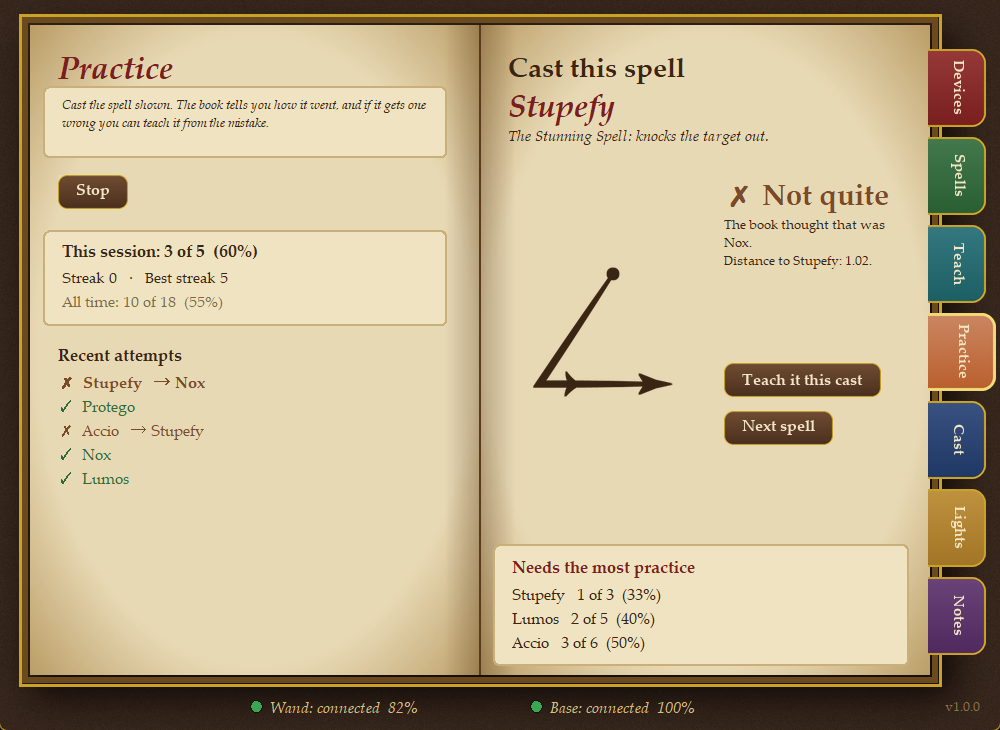 Practice
Cast the spell shown. The book tells you how it went, and if it gets one
wrong you can teach it from the mistake.
Stop
This session: 3 of 5 (60%)
Streak 0 · Best streak 5
All time: 10 of 18 (55%)
Recent attempts
✗ Stupefy → Nox
✓ Protego
✗ Accio → Stupefy
✓ Nox
✓ Lumos
Cast this spell
Stupefy
The Stunning Spell: knocks the target out.
✗ Not quite
The book thought that was
Nox.
Distance to Stupefy: 1.02.
Teach it this cast
Next spell
Needs the most practice
Stupefy 1 of 3 (33%)
Lumos 2 of 5 (40%)
Accio 3 of 6 (50%)
Devices
Spells
Teach
Practice
Cast
Lights
Notes
Wand: connected 82%
Base: connected 100%
v1.0.0